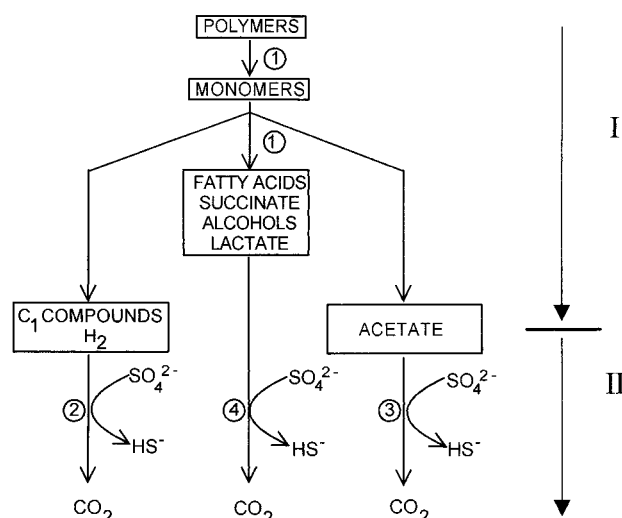 POLYMERS
1
MONOMERS
1
I
FATTY ACIDS
SUCCINATE
ALCOHOLS
LACTATE
C1 COMPOUNDS
H2
ACETATE
SO4 2-
SO4 2-
SO4 2-
II
2
4
3
HS-
HS-
HS-
CO2
CO2
CO2